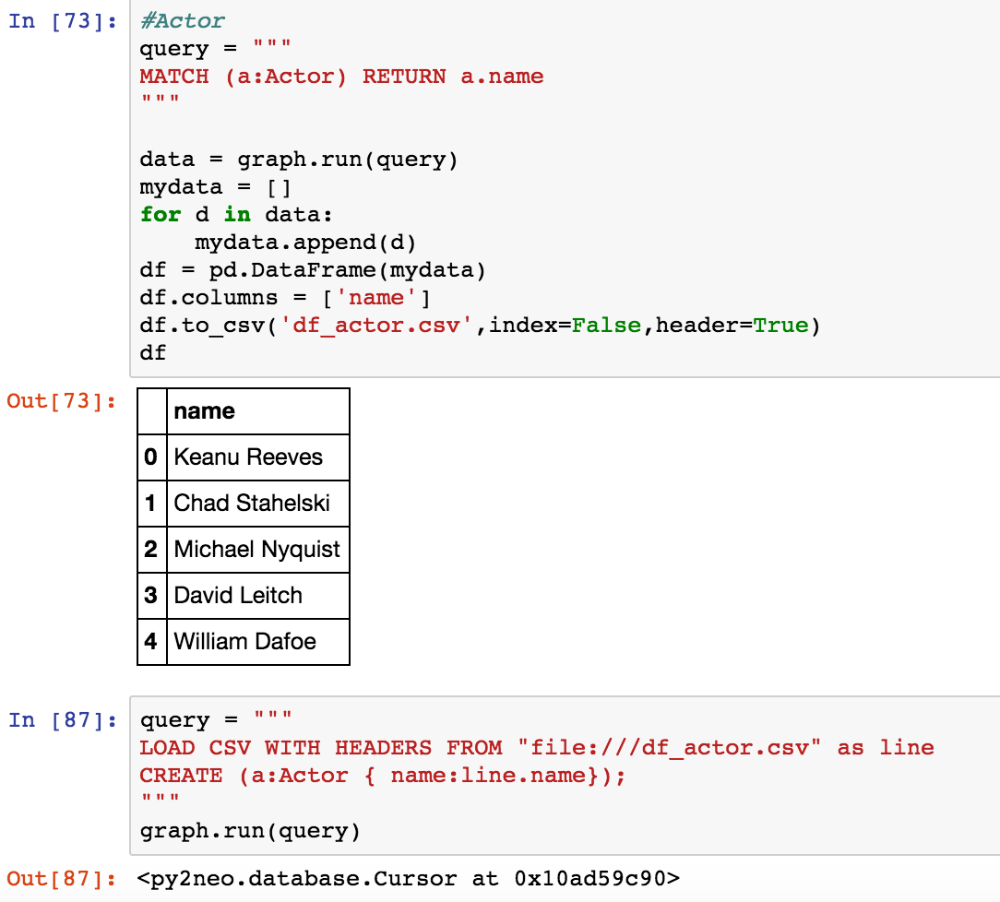 In [73]:
#Actor
query = """
MATCH (a:Actor) RETURN a.name
"""
data = graph.run(query)
mydata = []
for d in data:
    mydata.append(d)
df = pd.DataFrame(mydata)
df.columns = ['name']
df.to_csv('df_actor.csv',index=False,header=True)
df
Out[73]:
name
0 Keanu Reeves
1 Chad Stahelski
2 Michael Nyquist
3 David Leitch
4 William Dafoe
In [87]:
query = """
LOAD CSV WITH HEADERS FROM "file:///df_actor.csv" as line
CREATE (a:Actor { name:line.name});
"""
graph.run(query)
Out[87]: <py2neo.database.Cursor at 0x10ad59c90>